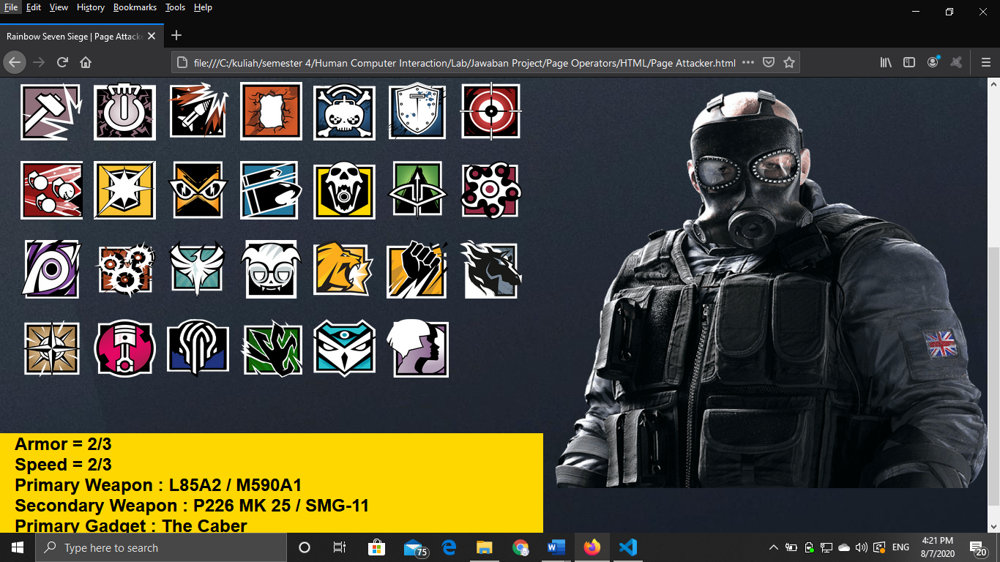 File Edit View History Bookmarks Tools Help
Rainbow Seven Siege | Page Attacke
file:///C:/kuliah/semester 4/Human Computer Interaction/Lab/Jawaban Project/Page Operators/HTML/Page Attacker.html
Armor = 2/3
Speed = 2/3
Primary Weapon : L85A2 / M590A1
Secondary Weapon : P226 MK 25 / SMG-11
Primary Gadget : The Caber
Type here to search
75
ENG
4:21 PM
8/7/2020
20